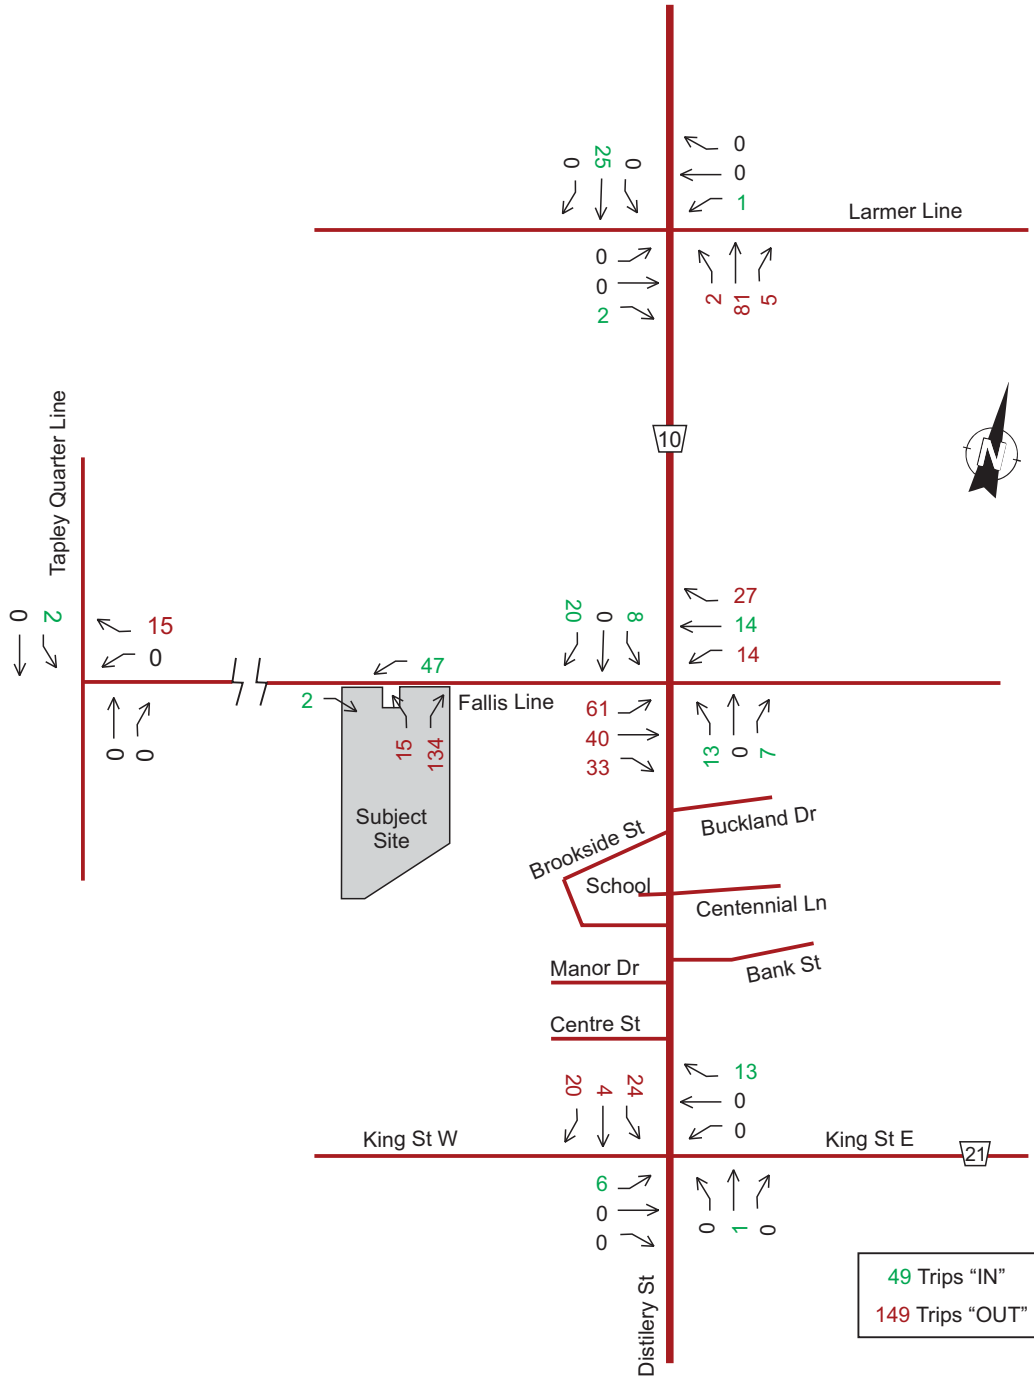 0
25
0
0
0
1
Larmer Line
0
0
2
2
81
5
10
N
Tapley Quarter Line
0
2
15
0
0
0
47
2
Fallis Line
15
134
Subject
Site
20
0
8
27
14
14
61
40
33
13
0
7
Buckland Dr
Brookside St
School
Centennial Ln
Bank St
Manor Dr
Centre St
20
4
24
13
0
0
King St W
King St E
21
6
0
0
0
1
0
Distilery St
49 Trips “IN”
149 Trips “OUT”